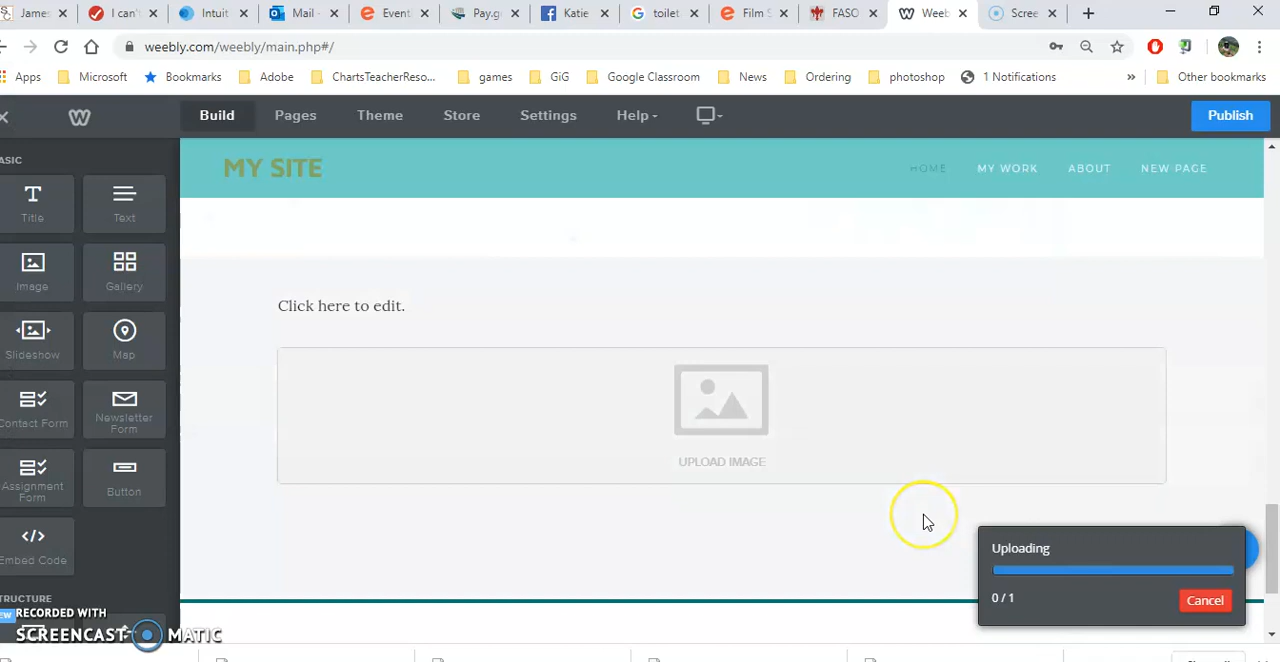 James
I can't
Intuit
Mail -
Event
Pay.g
Katie
toilet
Film S
FASO
Weeb
Scree
weebly.com/weebly/main.php#/
Apps
Microsoft
Bookmarks
Adobe
ChartsTeacherReso...
games
GiG
Google Classroom
News
Ordering
photoshop
1 Notifications
»
Other bookmarks
Build
Pages
Theme
Store
Settings
Help
Publish
ASIC
MY SITE
HOME
MY WORK
ABOUT
NEW PAGE
Title
Text
Image
Gallery
Slideshow
Map
Contact Form
Newsletter
Form
Assignment
Form
Button
Embed Code
TRUCTURE
Click here to edit.
UPLOAD IMAGE
Uploading
0 / 1
Cancel
RECORDED WITH
SCREENCAST MATIC